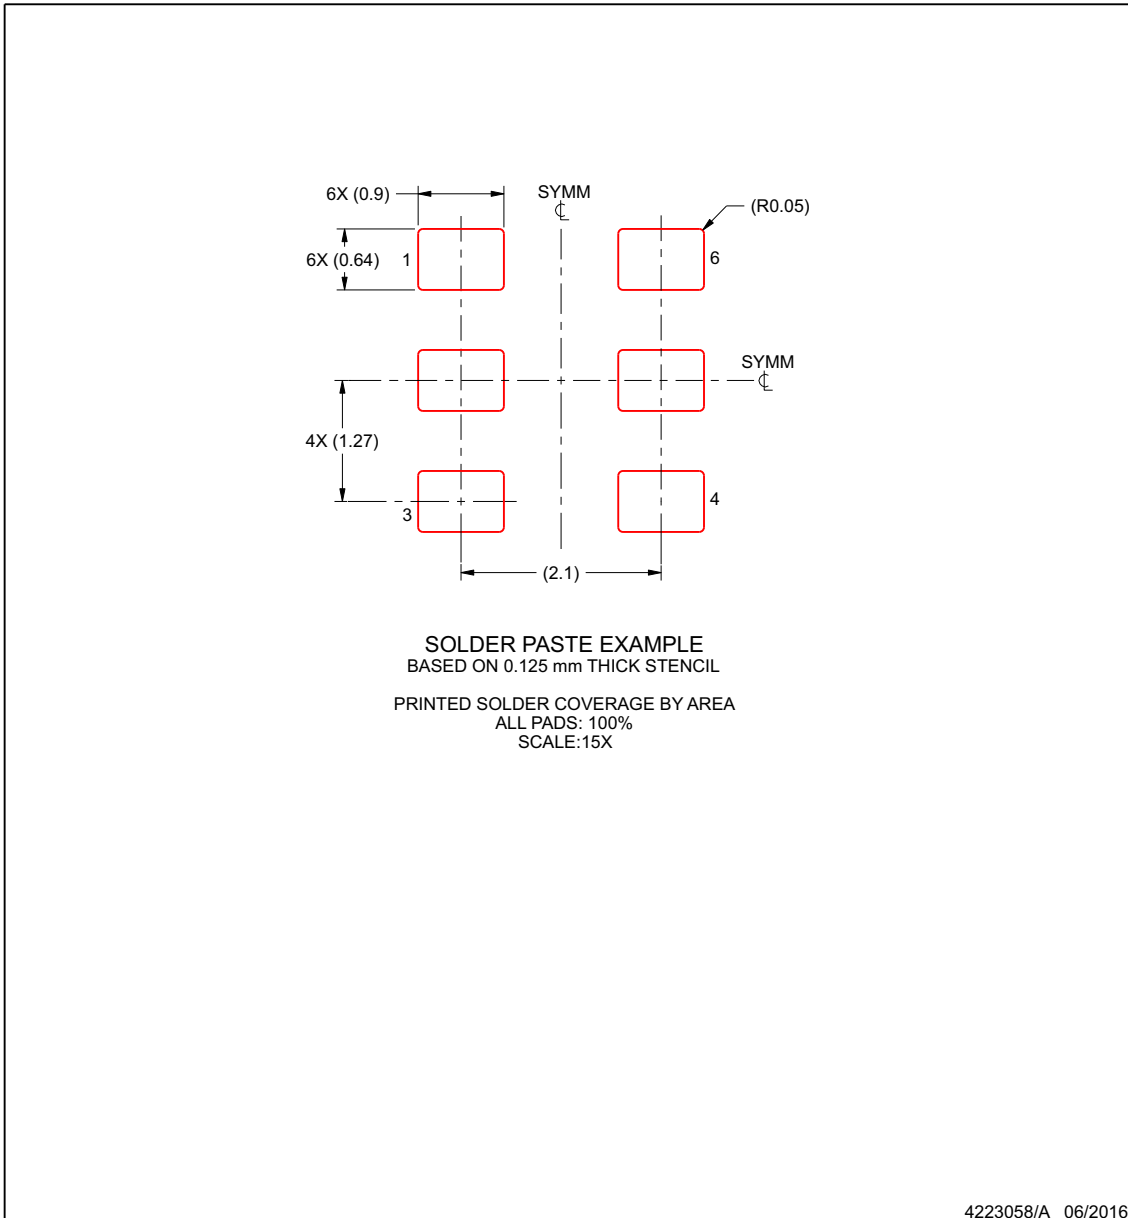 6X (0.9)
SYMM
(R0.05)
6X (0.64)
1
6
SYMM
4X (1.27)
3
4
(2.1)
SOLDER PASTE EXAMPLE
BASED ON 0.125 mm THICK STENCIL
PRINTED SOLDER COVERAGE BY AREA
ALL PADS: 100%
SCALE:15X
4223058/A 06/2016